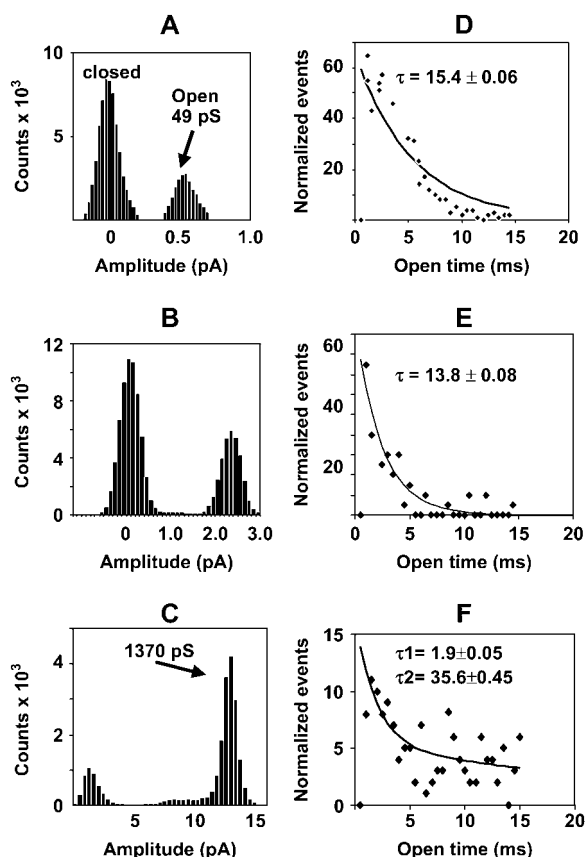 A
Counts x 10³
10
5
closed
Open
49 pS
0 0.5 1.0
Amplitude (pA)
D
Normalized events
60
40
20
τ = 15.4 ± 0.06
0 5 10 15 20
Open time (ms)
B
Counts x 10³
12
8
4
0
0 1.0 2.0 3.0
Amplitude (pA)
E
Normalized events
60
40
20
0
τ = 13.8 ± 0.08
0 5 10 15 20
Open time (ms)
C
Counts x 10³
4
2
0
1370 pS
5 10 15
Amplitude (pA)
F
Normalized events
15
10
5
0
τ1= 1.9±0.05
τ2= 35.6±0.45
0 5 10 15 20
Open time (ms)